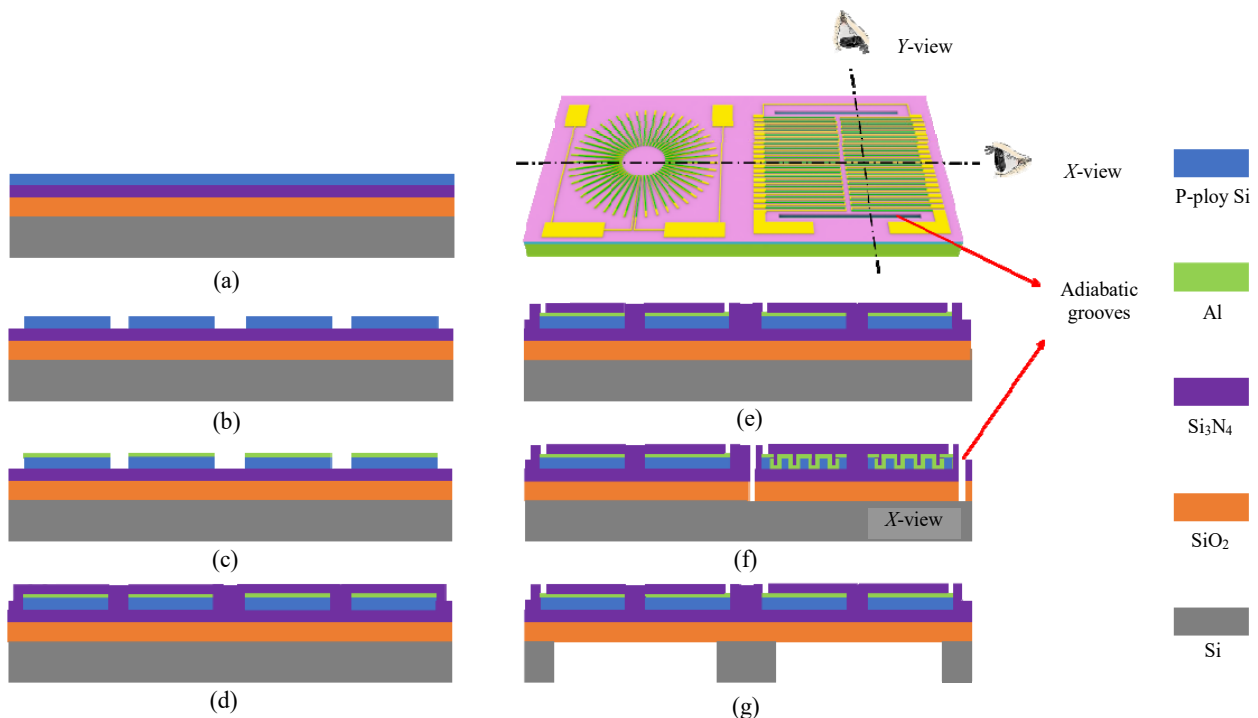 Y-view
X-view
P-ploy Si
(a)
Adiabatic
grooves
Al
(b)
(e)
Si₃N₄
(c)
X-view
(f)
SiO₂
(d)
(g)
Si